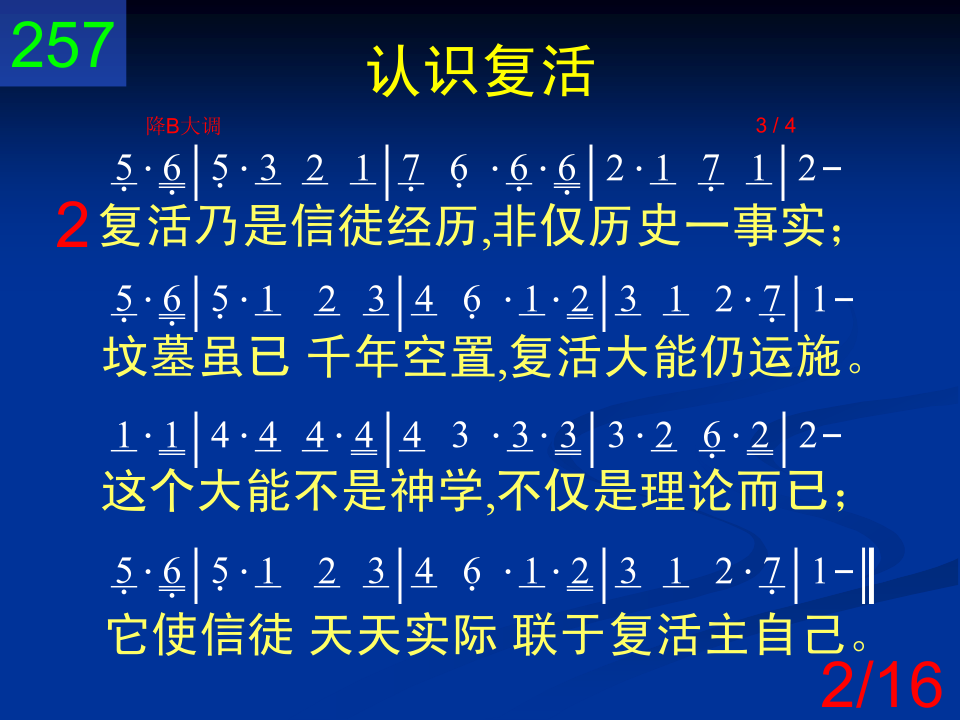 257
认识复活
降B大调 3 / 4
5·6|5·3 2 1|7 6 ·6·6|2·1 7 1|2-
2 复活乃是信徒经历,非仅历史一事实；
5·6|5·1 2 3|4 6 ·1·2|3 1 2·7|1-
坟墓虽已 千年空置,复活大能仍运施。
1·1|4·4 4·4|4 3 ·3·3|3·2 6·2|2-
这个大能不是神学,不仅是理论而已；
5·6|5·1 2 3|4 6 ·1·2|3 1 2·7|1-‖
它使信徒 天天实际 联于复活主自己。
2/16